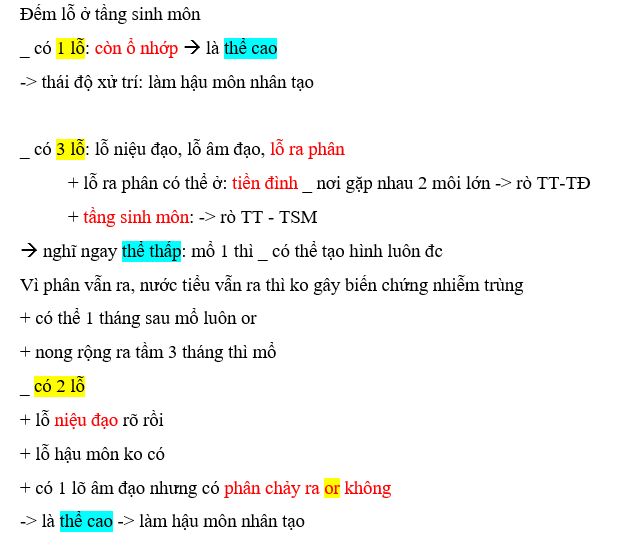 Đếm lỗ ở tầng sinh môn
_ có 1 lỗ: còn ổ nhớp → là thể cao
-> thái độ xử trí: làm hậu môn nhân tạo
_ có 3 lỗ: lỗ niệu đạo, lỗ âm đạo, lỗ ra phân
+ lỗ ra phân có thể ở: tiền đình _ nơi gặp nhau 2 môi lớn -> rò TT-TĐ
+ tầng sinh môn: -> rò TT - TSM
→ nghĩ ngay thể thấp: mổ 1 thì _ có thể tạo hình luôn đc
Vì phân vẫn ra, nước tiểu vẫn ra thì ko gây biến chứng nhiễm trùng
+ có thể 1 tháng sau mổ luôn or
+ nong rộng ra tầm 3 tháng thì mổ
_ có 2 lỗ
+ lỗ niệu đạo rõ rồi
+ lỗ hậu môn ko có
+ có 1 lõ âm đạo nhưng có phân chảy ra or không
-> là thể cao -> làm hậu môn nhân tạo